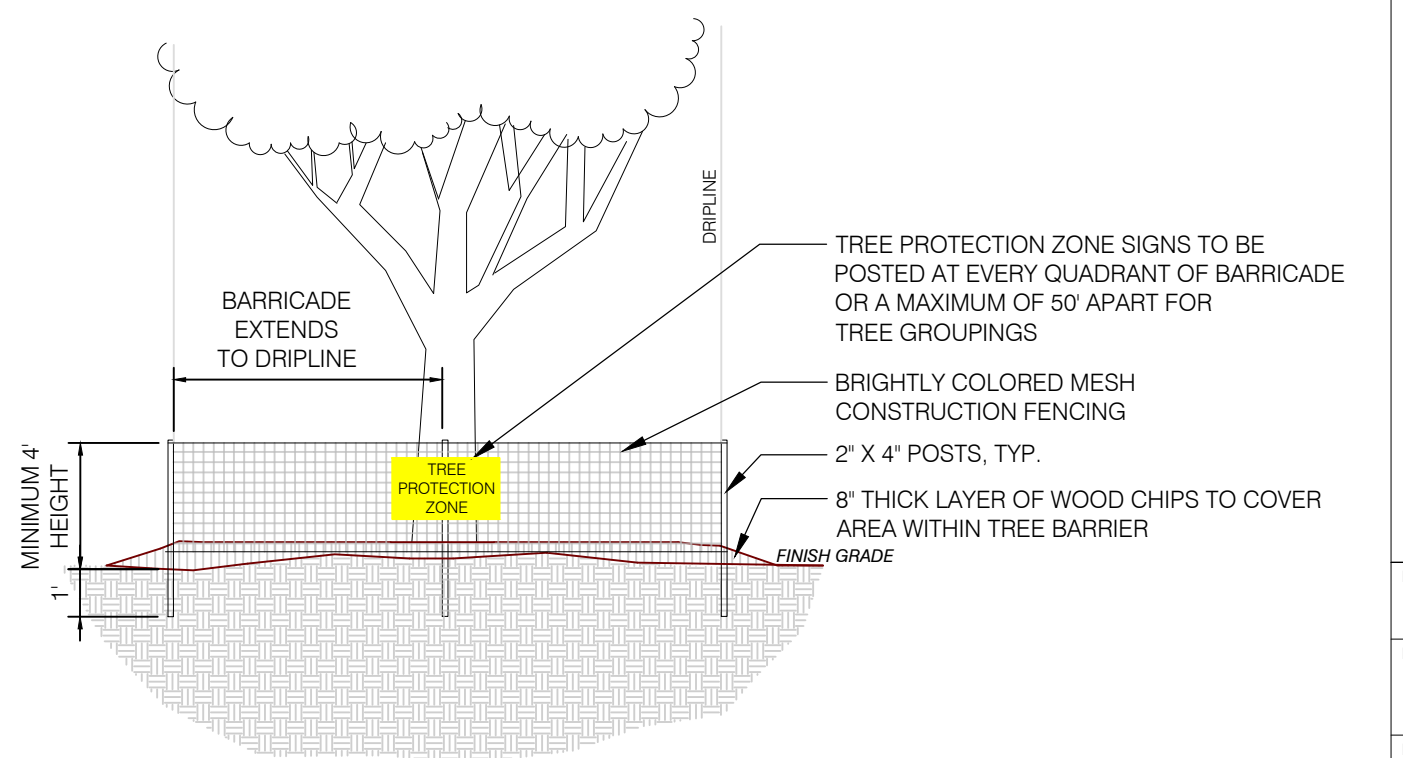 DRIPLINE
TREE PROTECTION ZONE SIGNS TO BE
POSTED AT EVERY QUADRANT OF BARRICADE
OR A MAXIMUM OF 50' APART FOR
TREE GROUPINGS
BARRICADE
EXTENDS
TO DRIPLINE
BRIGHTLY COLORED MESH
CONSTRUCTION FENCING
2" X 4" POSTS, TYP.
8" THICK LAYER OF WOOD CHIPS TO COVER
AREA WITHIN TREE BARRIER
FINISH GRADE
TREE
PROTECTION
ZONE
MINIMUM 4'
HEIGHT
1'